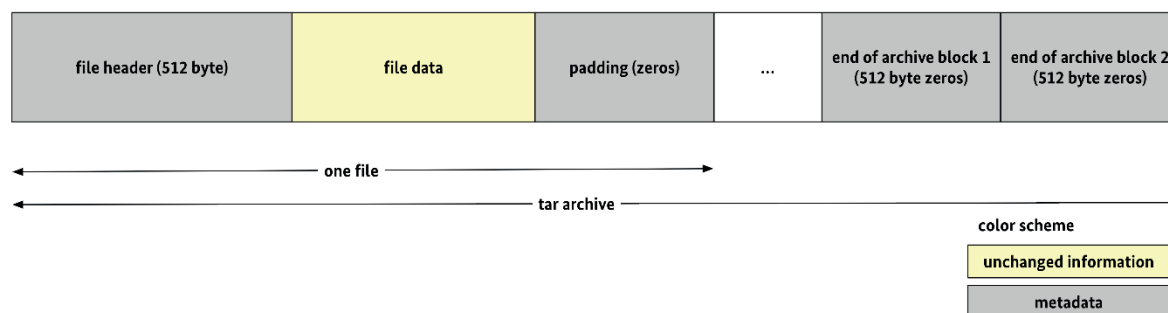 file header (512 byte)
file data
padding (zeros)
...
end of archive block 1
(512 byte zeros)
end of archive block 2
(512 byte zeros)
one file
tar archive
color scheme
unchanged information
metadata